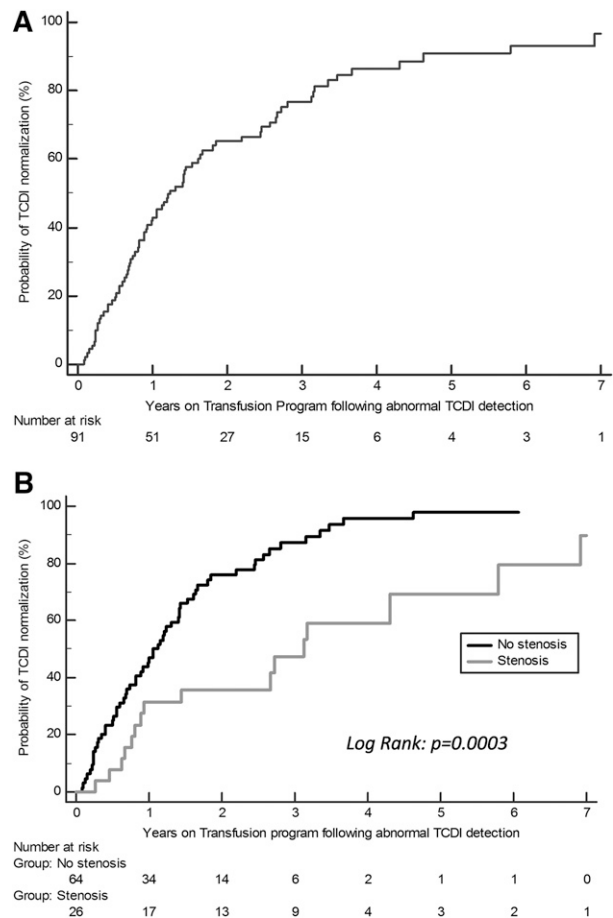 A
Probability of TCDI normalization (%)
100
80
60
40
20
0
0 1 2 3 4 5 6 7
Years on Transfusion Program following abnormal TCDI detection
Number at risk
91 51 27 15 6 4 3 1
B
Probability of TCDI normalization (%)
100
80
60
40
20
0
No stenosis
Stenosis
Log Rank: p=0.0003
0 1 2 3 4 5 6 7
Years on Transfusion program following abnormal TCDI detection
Number at risk
Group: No stenosis
64 34 14 6 2 1 1 0
Group: Stenosis
26 17 13 9 4 3 2 1